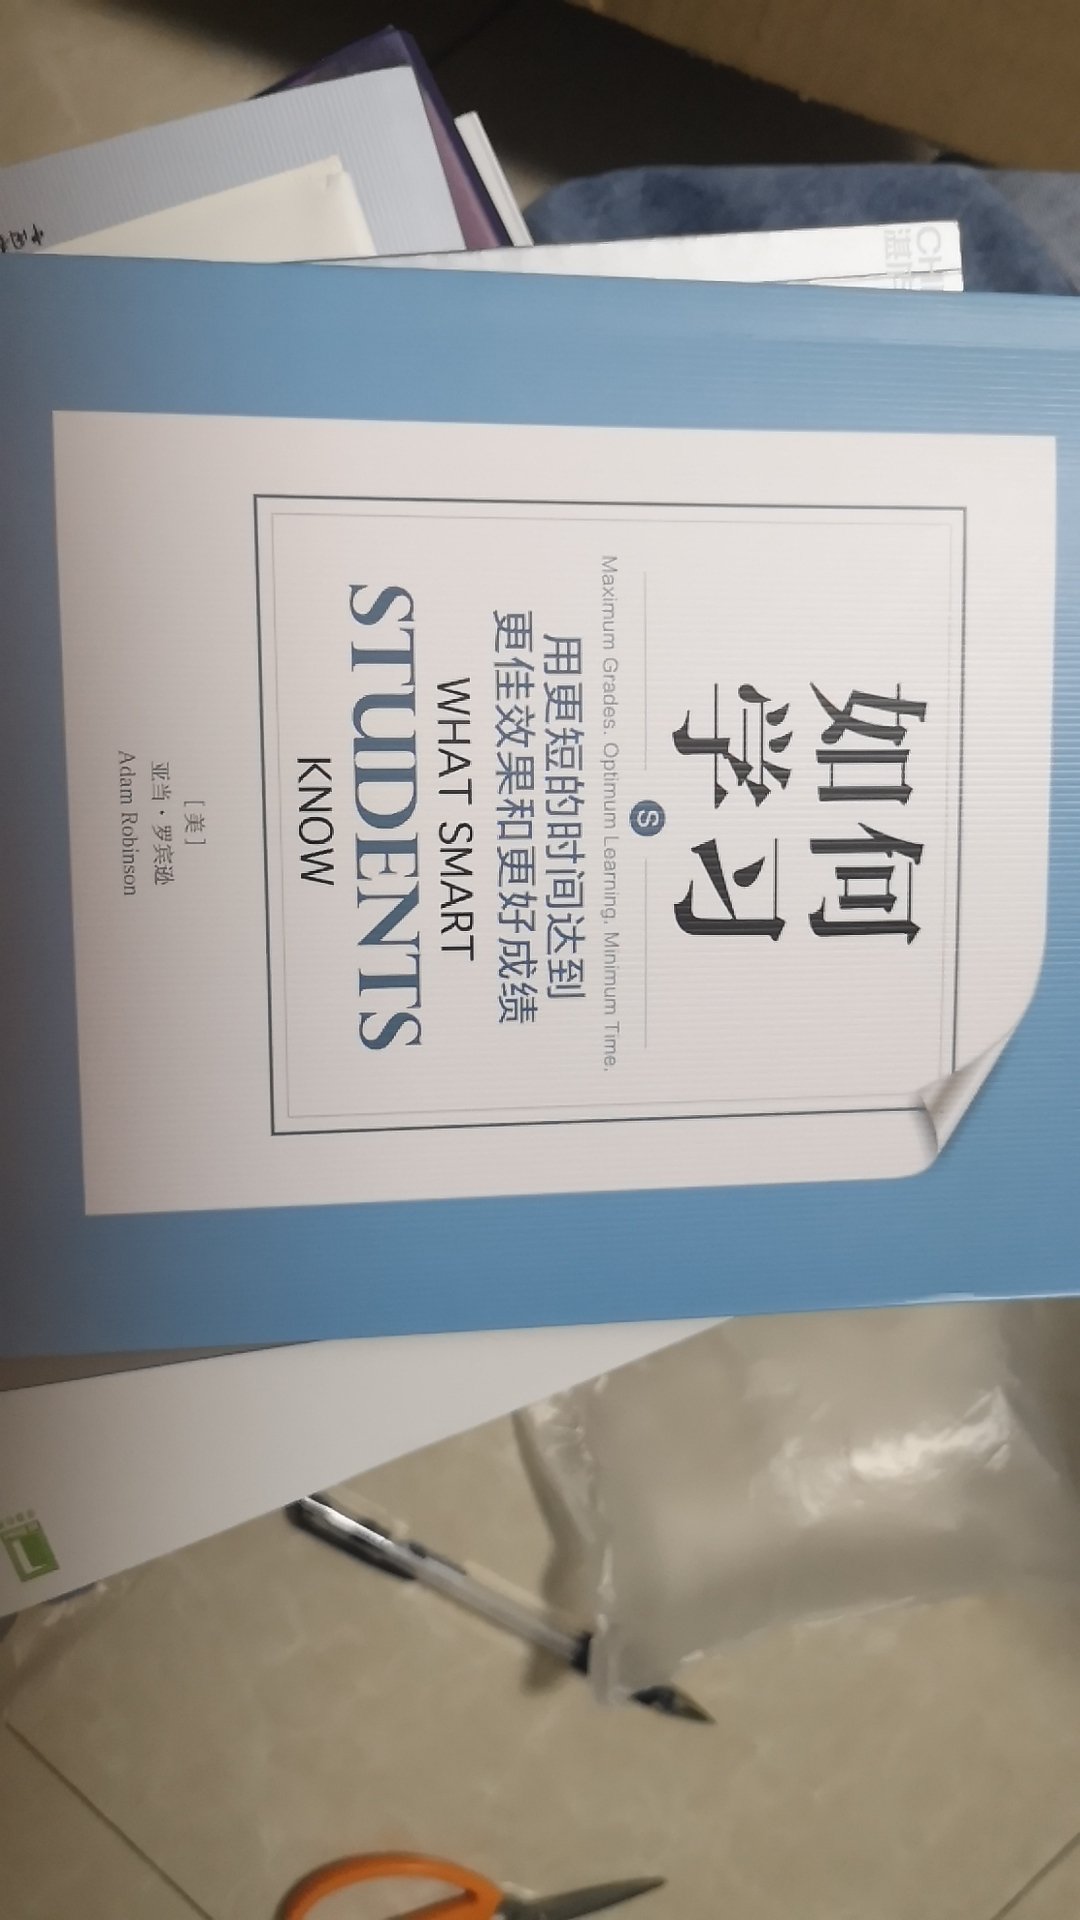 如何
学习
S
Maximum Grades. Optimum Learning. Minimum Time.
用更短的时间达到
更佳效果和更好成绩
WHAT SMART
STUDENTS
KNOW
[美]
亚当·罗宾逊
Adam Robinson